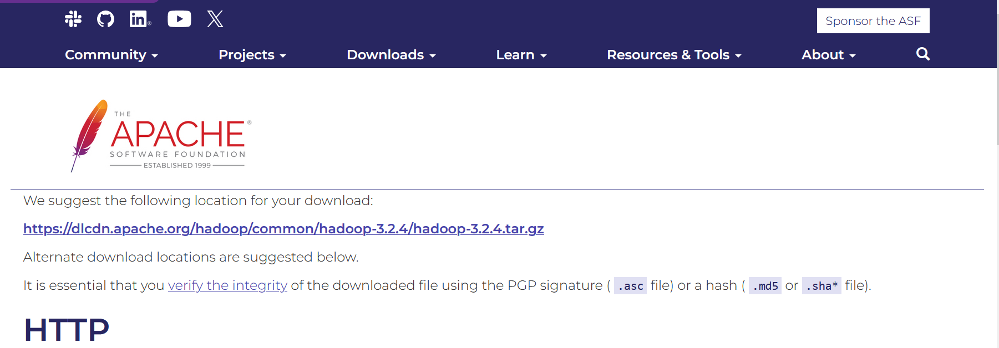 Sponsor the ASF
Community Projects Downloads Learn Resources & Tools About
THE
APACHE®
SOFTWARE FOUNDATION
ESTABLISHED 1999
We suggest the following location for your download:
https://dlcdn.apache.org/hadoop/common/hadoop-3.2.4/hadoop-3.2.4.tar.gz
Alternate download locations are suggested below.
It is essential that you verify the integrity of the downloaded file using the PGP signature ( .asc file) or a hash ( .md5 or .sha* file).
HTTP